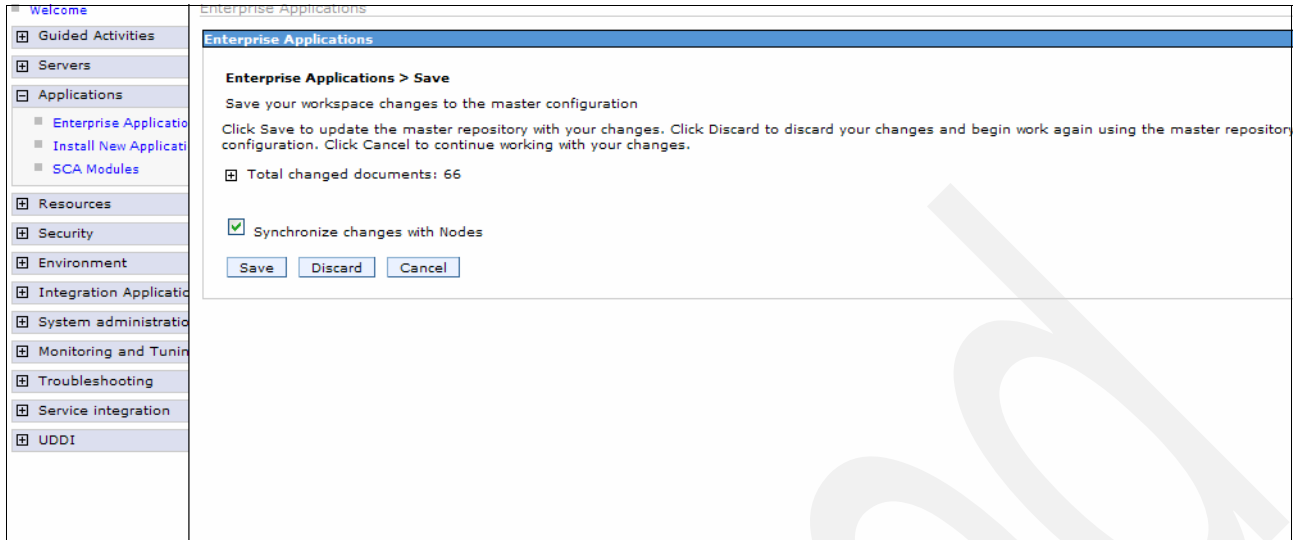 Welcome
Guided Activities
Servers
Applications
Enterprise Applicatio
Install New Applicati
SCA Modules
Resources
Security
Environment
Integration Applicatio
System administratio
Monitoring and Tunin
Troubleshooting
Service integration
UDDI
Enterprise Applications
Enterprise Applications
Enterprise Applications > Save
Save your workspace changes to the master configuration
Click Save to update the master repository with your changes. Click Discard to discard your changes and begin work again using the master repository
configuration. Click Cancel to continue working with your changes.
Total changed documents: 66
Synchronize changes with Nodes
Save Discard Cancel